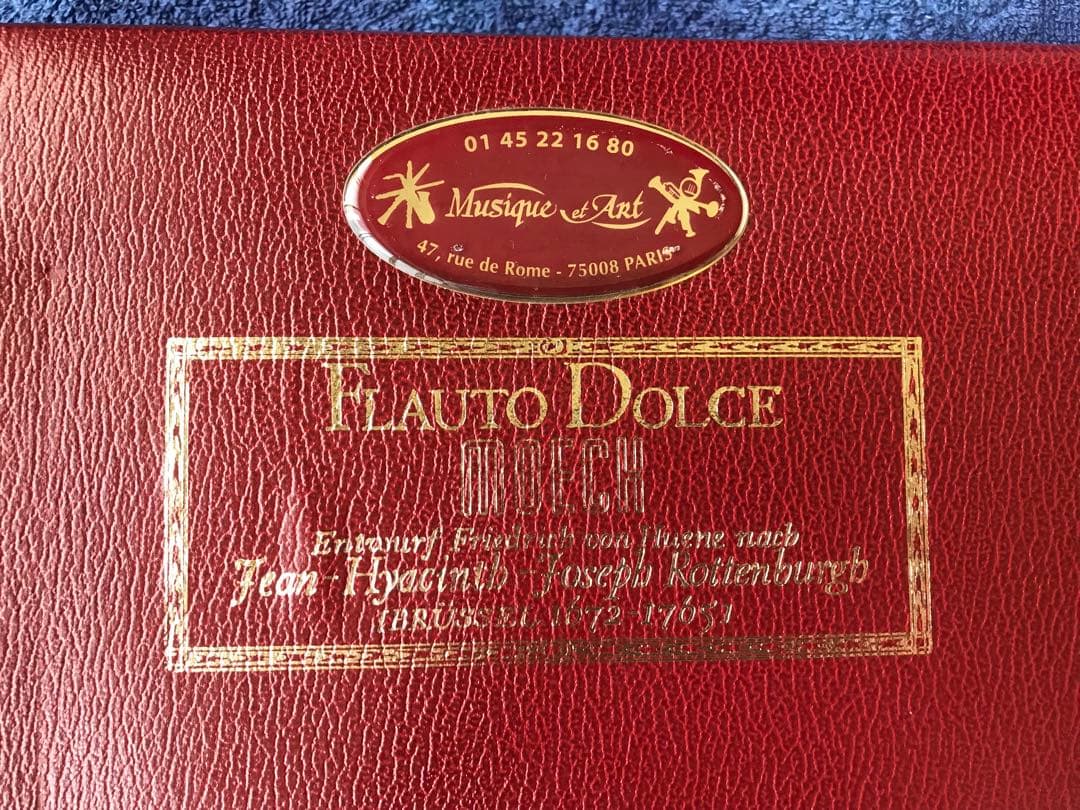 01 45 22 16 80
Musique et Art
47, rue de Rome - 75008 PARIS
FLAUTO DOLCE
MOECK
Entwurf Friedrich von Huene nach
Jean-Hyacinth-Joseph Rottenburgh
(BRÜSSEL 1672-1765)